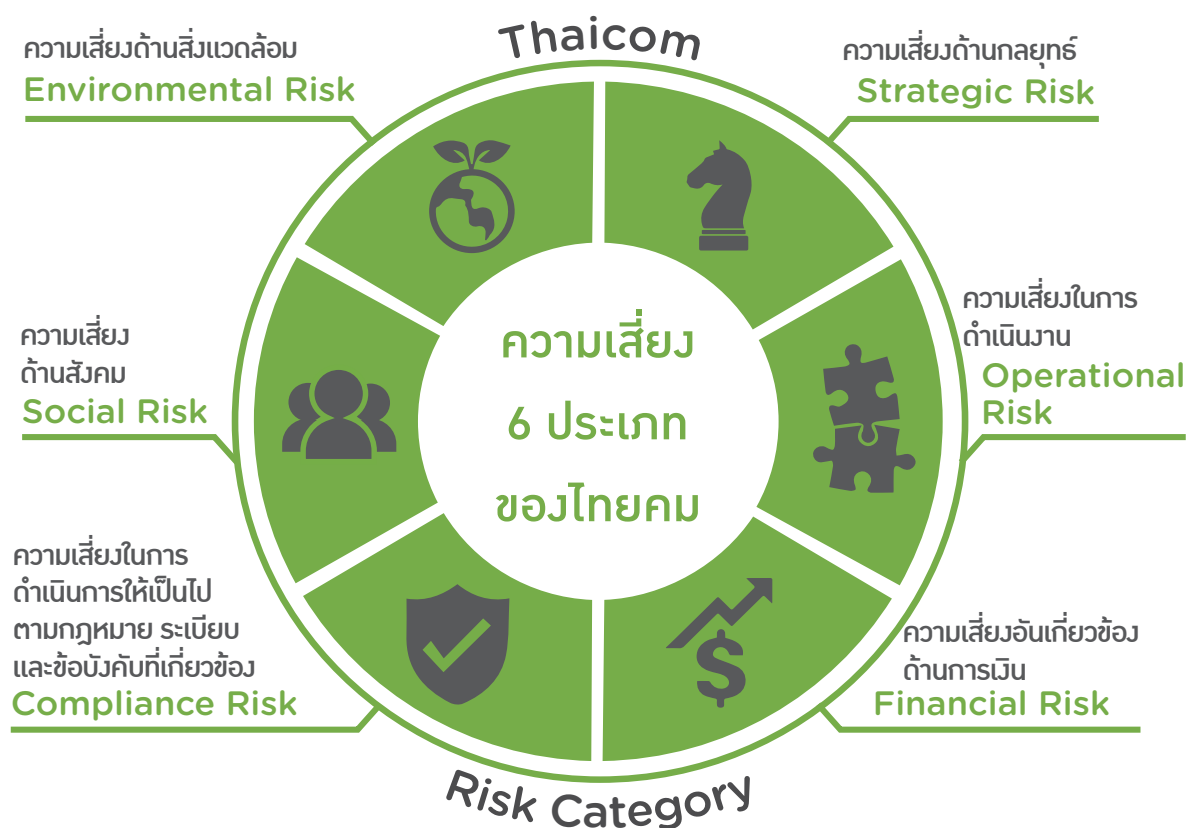 Thaicom
ความเสี่ยงด้านสิ่งแวดล้อม
Environmental Risk
ความเสี่ยงด้านกลยุทธ์
Strategic Risk
ความเสี่ยงในการ
ดำเนินงาน
Operational
Risk
ความเสี่ยง
ด้านสังคม
Social Risk
ความเสี่ยง
6 ประเภท
ของไทยคม
ความเสี่ยงในการ
ดำเนินการให้เป็นไป
ตามกฎหมาย ระเบียบ
และข้อบังคับที่เกี่ยวข้อง
Compliance Risk
ความเสี่ยงอันเกี่ยวข้อง
ด้านการเงิน
Financial Risk
Risk Category